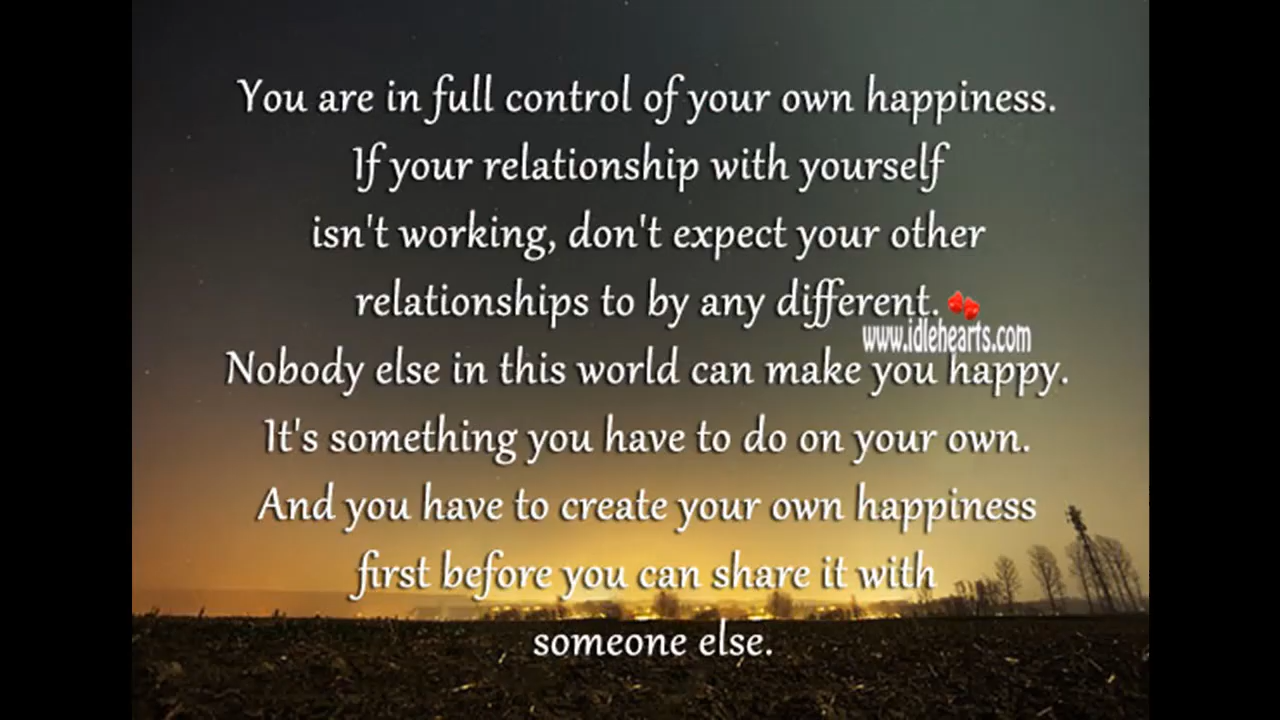 You are in full control of your own happiness.
If your relationship with yourself
isn't working, don't expect your other
relationships to by any different.
www.idlehearts.com
Nobody else in this world can make you happy.
It's something you have to do on your own.
And you have to create your own happiness
first before you can share it with
someone else.